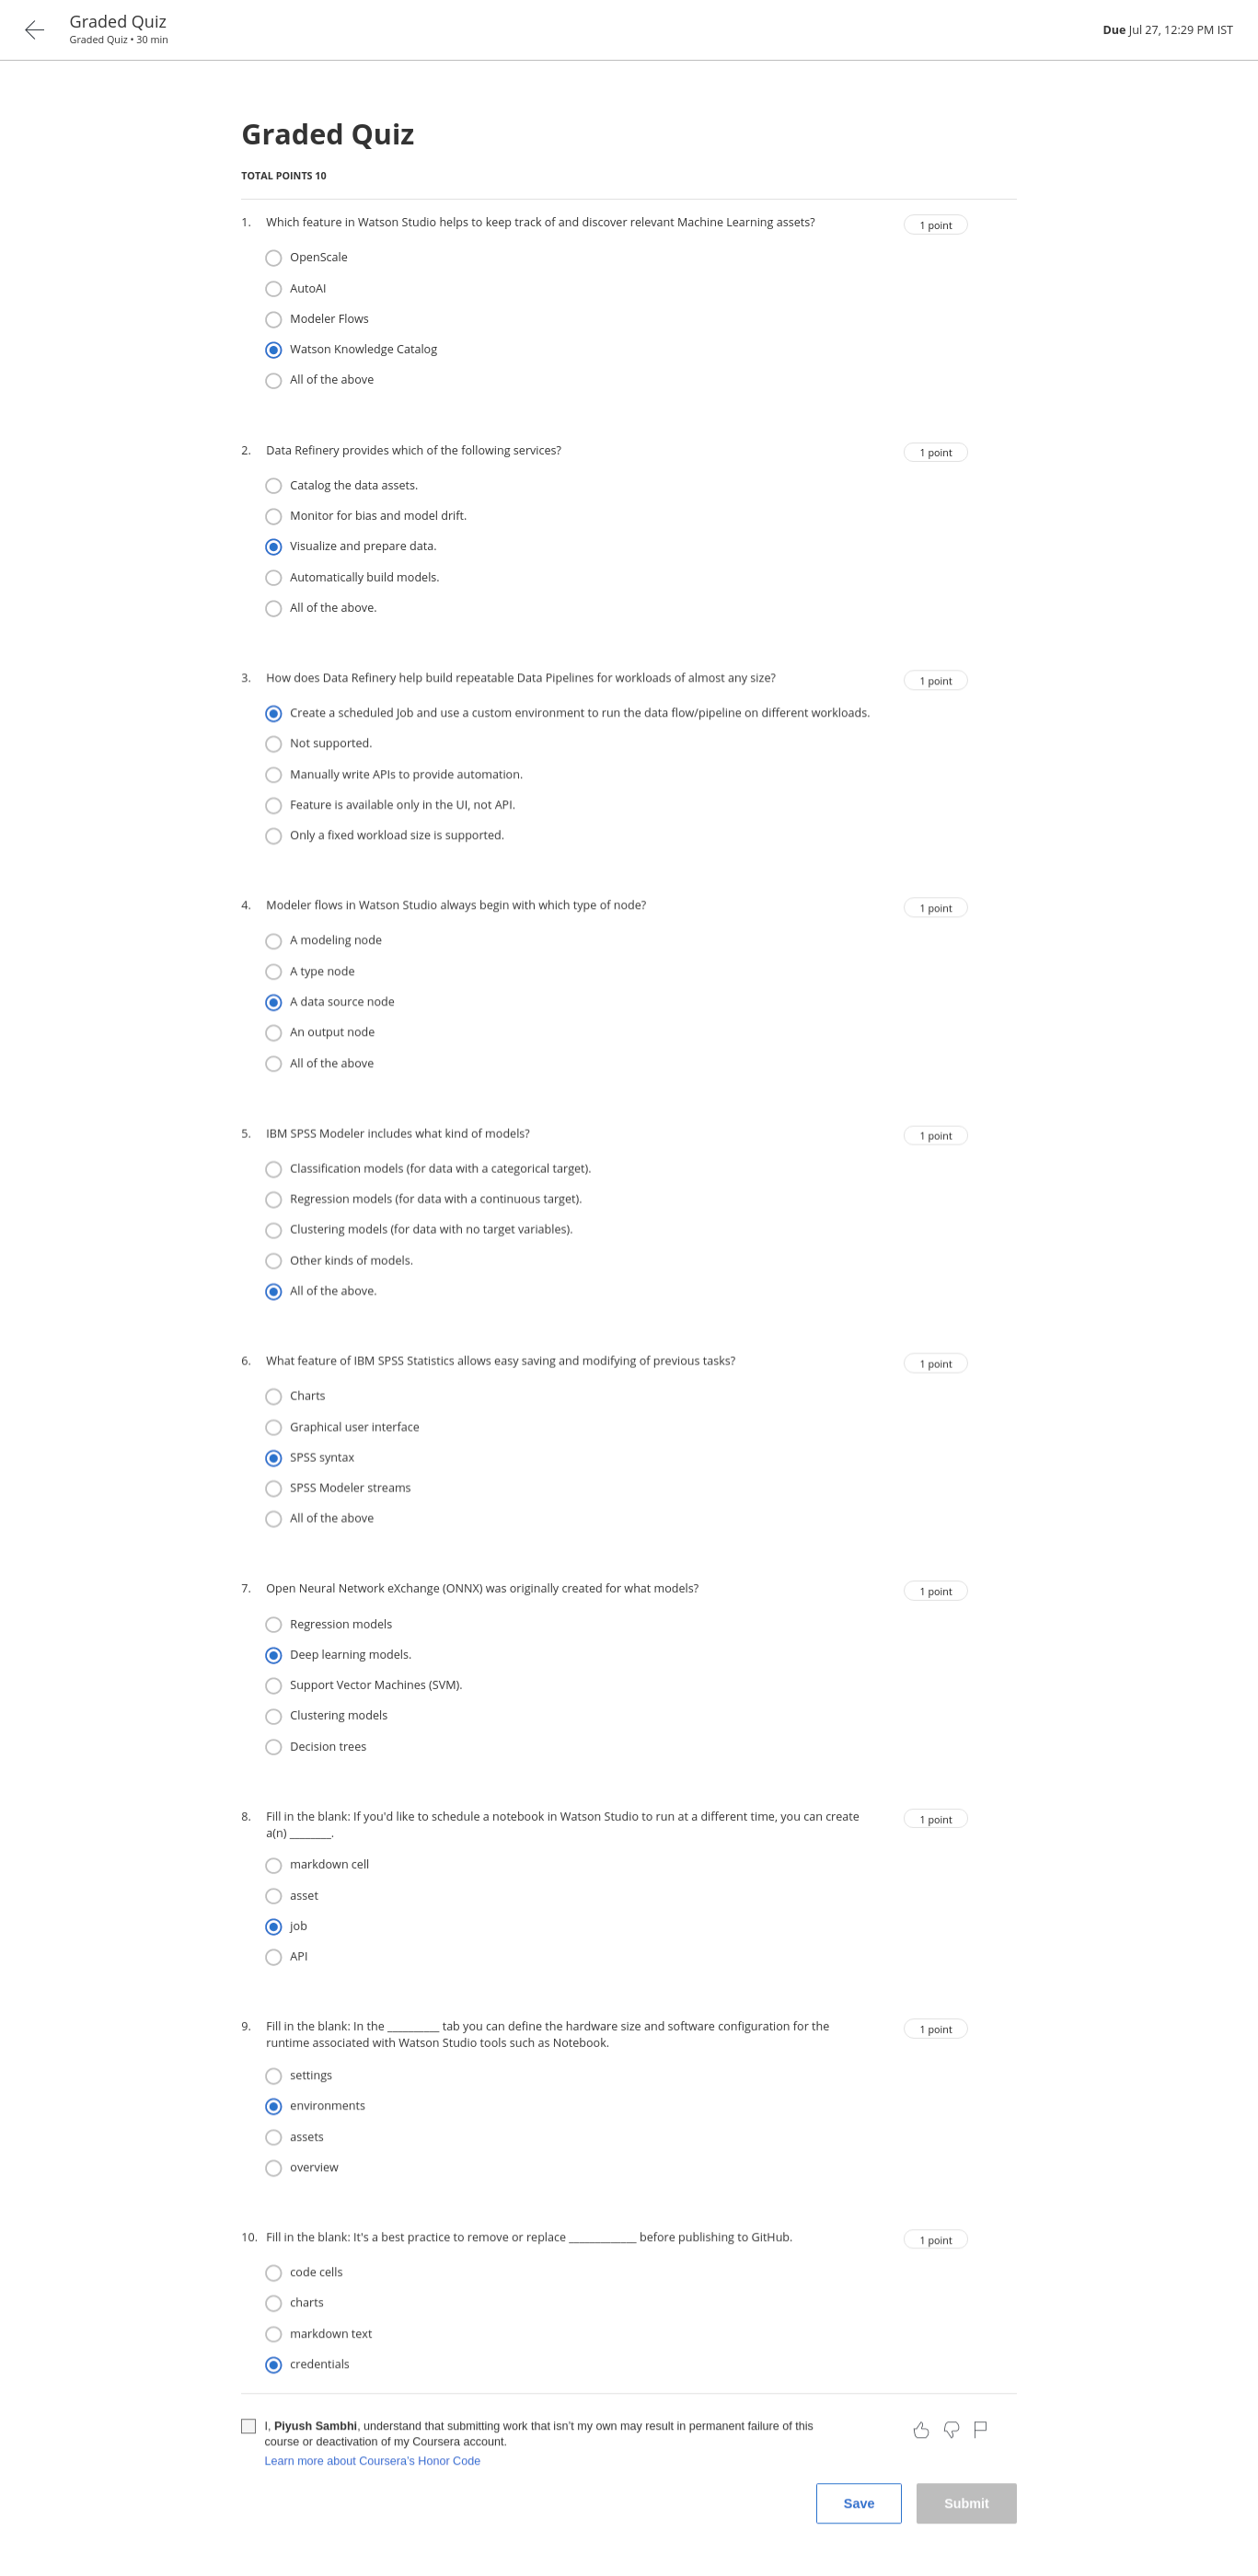 Graded Quiz
Graded Quiz • 30 min
Due Jul 27, 12:29 PM IST
Graded Quiz
TOTAL POINTS 10
1. Which feature in Watson Studio helps to keep track of and discover relevant Machine Learning assets?
1 point
OpenScale
AutoAI
Modeler Flows
Watson Knowledge Catalog
All of the above
2. Data Refinery provides which of the following services?
1 point
Catalog the data assets.
Monitor for bias and model drift.
Visualize and prepare data.
Automatically build models.
All of the above.
3. How does Data Refinery help build repeatable Data Pipelines for workloads of almost any size?
1 point
Create a scheduled Job and use a custom environment to run the data flow/pipeline on different workloads.
Not supported.
Manually write APIs to provide automation.
Feature is available only in the UI, not API.
Only a fixed workload size is supported.
4. Modeler flows in Watson Studio always begin with which type of node?
1 point
A modeling node
A type node
A data source node
An output node
All of the above
5. IBM SPSS Modeler includes what kind of models?
1 point
Classification models (for data with a categorical target).
Regression models (for data with a continuous target).
Clustering models (for data with no target variables).
Other kinds of models.
All of the above.
6. What feature of IBM SPSS Statistics allows easy saving and modifying of previous tasks?
1 point
Charts
Graphical user interface
SPSS syntax
SPSS Modeler streams
All of the above
7. Open Neural Network eXchange (ONNX) was originally created for what models?
1 point
Regression models
Deep learning models.
Support Vector Machines (SVM).
Clustering models
Decision trees
8. Fill in the blank: If you'd like to schedule a notebook in Watson Studio to run at a different time, you can create
a(n) ________.
1 point
markdown cell
asset
job
API
9. Fill in the blank: In the __________ tab you can define the hardware size and software configuration for the
runtime associated with Watson Studio tools such as Notebook.
1 point
settings
environments
assets
overview
10. Fill in the blank: It's a best practice to remove or replace _____________ before publishing to GitHub.
1 point
code cells
charts
markdown text
credentials
I, Piyush Sambhi, understand that submitting work that isn't my own may result in permanent failure of this
course or deactivation of my Coursera account.
Learn more about Coursera's Honor Code
Save
Submit